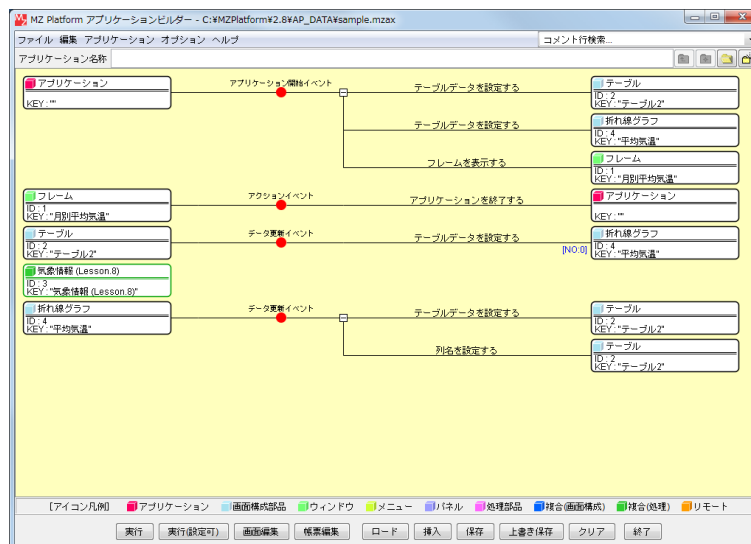 MZ Platform アプリケーションビルダー - C:¥MZPlatform¥2.8¥AP_DATA¥sample.mzax
ファイル 編集 アプリケーション オプション ヘルプ
コメント行検索...
アプリケーション名称
アプリケーション
KEY : ""
アプリケーション開始イベント
テーブルデータを設定する
テーブル
ID : 2
KEY : "テーブル2"
テーブルデータを設定する
折れ線グラフ
ID : 4
KEY : "平均気温"
フレームを表示する
フレーム
ID : 1
KEY : "月別平均気温"
フレーム
ID : 1
KEY : "月別平均気温"
アクションイベント
アプリケーションを終了する
アプリケーション
KEY : ""
テーブル
ID : 2
KEY : "テーブル2"
データ更新イベント
テーブルデータを設定する
[NO:0]
折れ線グラフ
ID : 4
KEY : "平均気温"
気象情報 (Lesson.8)
ID : 3
KEY : "気象情報 (Lesson.8)"
折れ線グラフ
ID : 4
KEY : "平均気温"
データ更新イベント
テーブルデータを設定する
テーブル
ID : 2
KEY : "テーブル2"
列名を設定する
テーブル
ID : 2
KEY : "テーブル2"
[アイコン凡例] アプリケーション 画面構成部品 ウィンドウ メニュー パネル 処理部品 複合(画面構成) 複合(処理) リモート
実行 実行(設定可) 画面編集 帳票編集 ロード 挿入 保存 上書き保存 クリア 終了